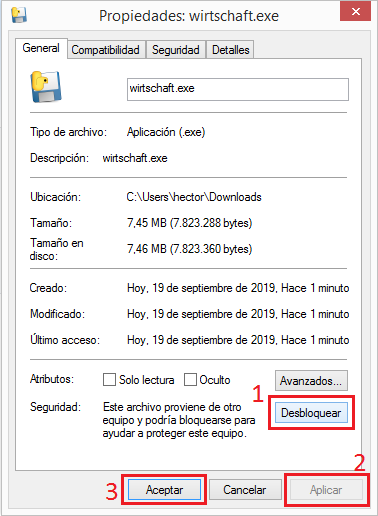 Propiedades: wirtschaft.exe
General Compatibilidad Seguridad Detalles
wirtschaft.exe
Tipo de archivo: Aplicación (.exe)
Descripción: wirtschaft.exe
Ubicación: C:\Users\hector\Downloads
Tamaño: 7,45 MB (7.823.288 bytes)
Tamaño en disco: 7,46 MB (7.823.360 bytes)
Creado: Hoy, 19 de septiembre de 2019, Hace 1 minuto
Modificado: Hoy, 19 de septiembre de 2019, Hace 1 minuto
Último acceso: Hoy, 19 de septiembre de 2019, Hace 1 minuto
Atributos: Solo lectura Oculto Avanzados...
1
Seguridad: Este archivo proviene de otro
equipo y podría bloquearse para
ayudar a proteger este equipo.
Desbloquear
2
3 Aceptar Cancelar Aplicar